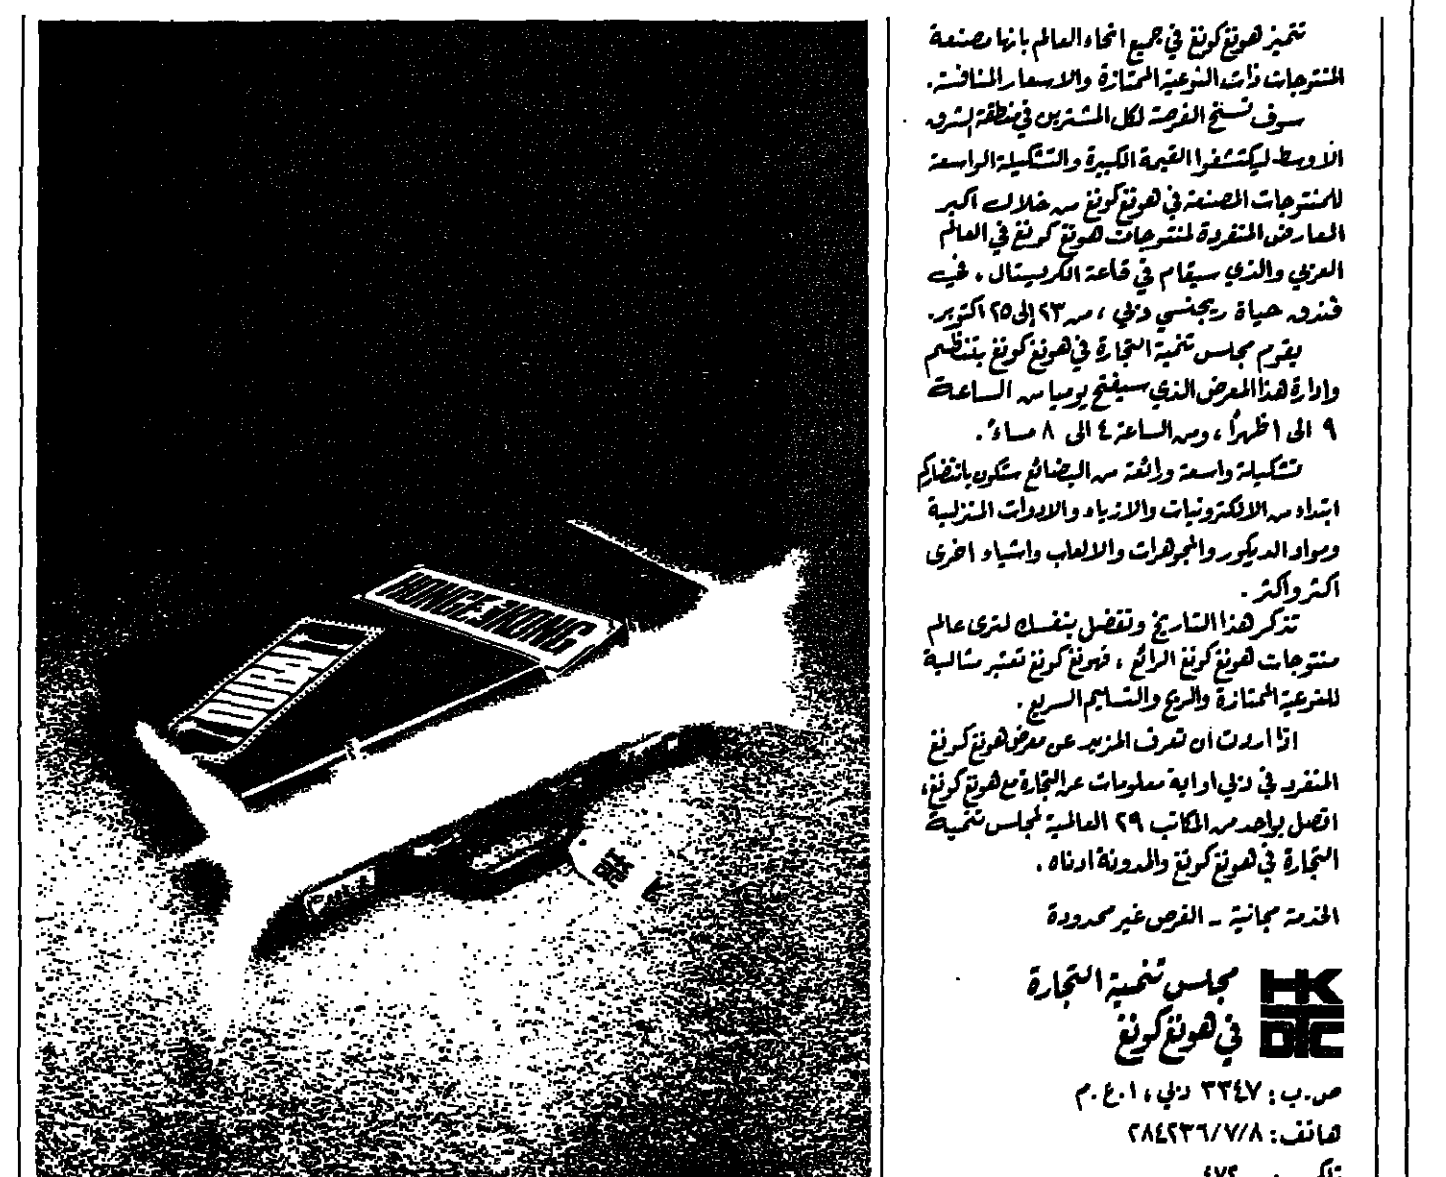 تتميز هونغ كونغ في جميع انحاء العالم بانها مصنعة
المنتوجات ذات النوعية الممتازة والاسعار المنافسة.
سوف تسنح الفرصة لكل المشترين في منطقة الشرق
الاوسط ليكتشفوا القيمة الكبيرة والتشكيلة الواسعة
للمنتوجات المصنعة في هونغ كونغ من خلال اكبر
المعارض المنفردة لمنتوجات هونغ كونغ في العالم
العربي والذي سيقام في قاعة الكريستال ، في
فندق حياة ريجنسي دبي ، من ٢٣ إلى ٢٥ اكتوبر.
يقوم مجلس تنمية التجارة في هونغ كونغ بتنظيم
وادارة هذا المعرض الذي سيفتح يوميا من الساعة
٩ الى ١ ظهراً ، ومن الساعة ٤ الى ٨ مساءً .
تشكيلة واسعة ورائعة من البضائع ستكون بانتضاركم
ابتداء من الالكترونيات والازياء والادوات المنزلية
ومواد الديكور والمجوهرات والالعاب واشياء اخرى
اكثر واكثر .
تذكر هذا التاريخ وتفضل بنفسك لترى عالم
منتوجات هونغ كونغ الرائع ، فهونغ كونغ تعتبر مثالية
للنوعية الممتازة والربح والتسليم السريع .
اذا اردت ان تعرف المزيد عن معرض هونغ كونغ
المنفرد في دبي او اية معلومات عن التجارة مع هونغ كونغ،
اتصل بواحد من المكاتب ٢٩ العالمية لمجلس تنمية
التجارة في هونغ كونغ والمدونة ادناه .
الخدمة مجانية - الفرص غير محدودة
HK
DTC
مجلس تنمية التجارة
في هونغ كونغ
ص.ب : ٣٣٤٧ دبي ، ا.ع.م
هاتف : ٢٨٤٢٣٦/٧/٨
HONG KONG
DUBAI